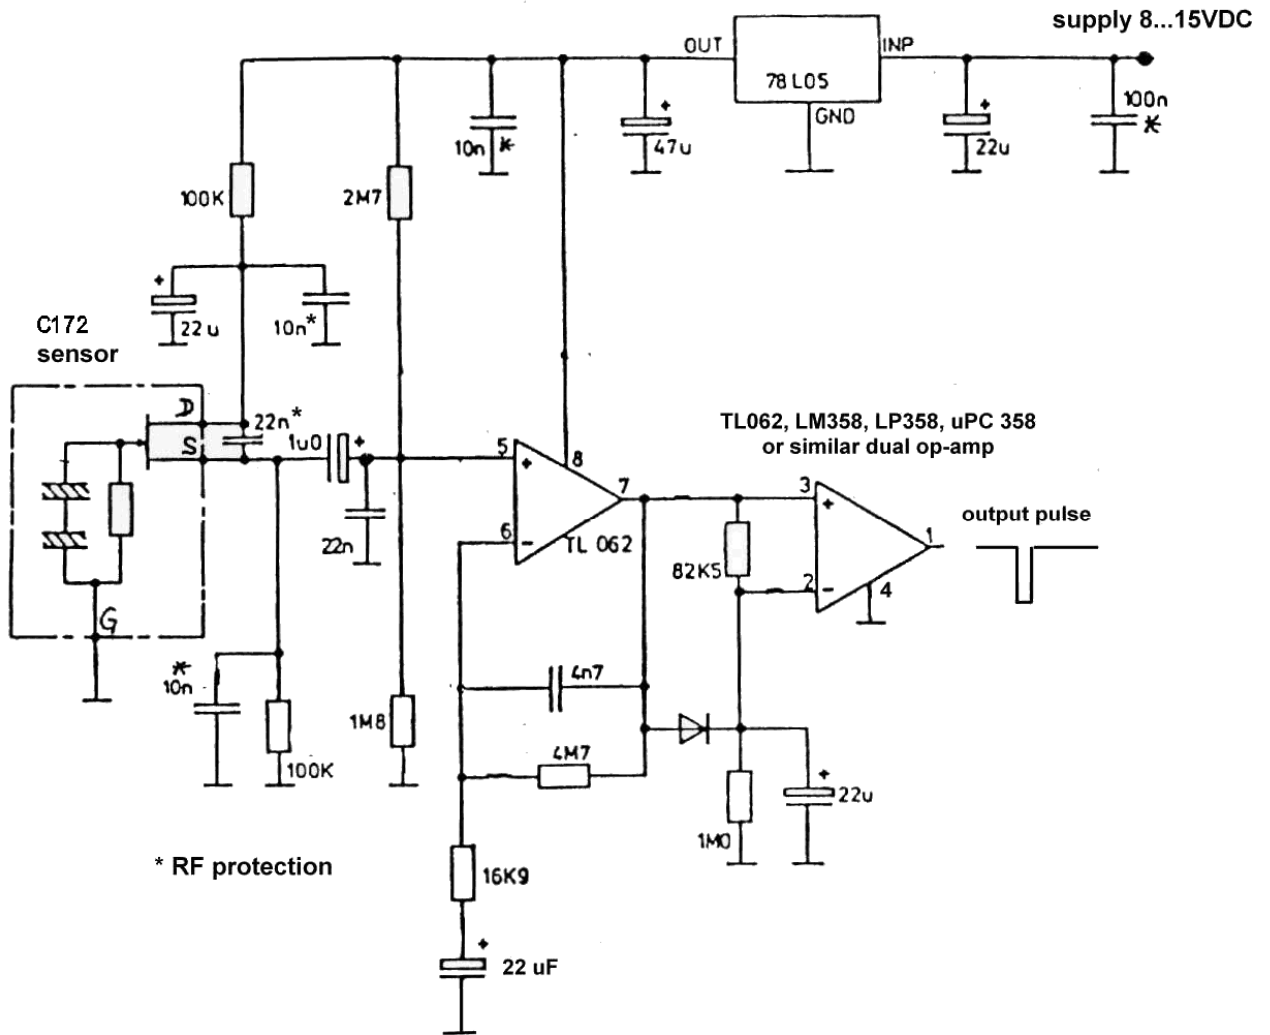 supply 8...15VDC
OUT
INP
78L05
GND
100n
*
10n *
+
47u
+
22u
100K
2M7
+
22u
10n*
C172
sensor
D
22n*
S
1u0
+
G
22n
5
+
8
7
6
-
TL 062
TL062, LM358, LP358, uPC 358
or similar dual op-amp
3
+
1
output pulse
82K5
2
-
4
*
10n
4n7
1M8
100K
4M7
+
22u
1M0
* RF protection
16K9
+
22 uF